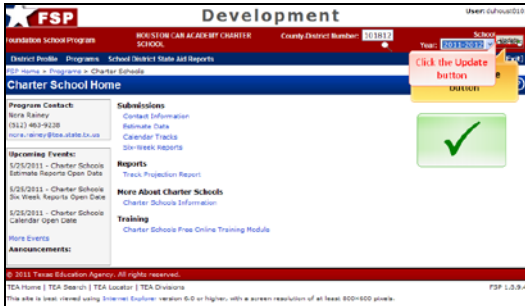 FSP
Development
User: duhoust010
Foundation School Program
HOUSTON CAN ACADEMY CHARTER SCHOOL
County-District Number: 101812
School
Year: 2011-2012
District Profile Programs School District State Aid Reports
FSP Home > Programs > Charter Schools
Click the Update button
button
Charter School Home
Program Contact:
Nora Rainey
(512) 463-9238
nora.rainey@tea.state.tx.us
Upcoming Events:
5/25/2011 - Charter Schools
Estimate Reports Open Date
5/25/2011 - Charter Schools
Six Week Reports Open Date
5/25/2011 - Charter Schools
Calendar Open Date
More Events
Announcements:
Submissions
Contact Information
Estimate Data
Calendar Tracks
Six-Week Reports
Reports
Track Projection Report
More About Charter Schools
Charter Schools Information
Training
Charter Schools Free Online Training Module
© 2011 Texas Education Agency. All rights reserved.
TEA Home | TEA Search | TEA Locator | TEA Divisions
FSP 1.0.9.4
This site is best viewed using Internet Explorer version 6.0 or higher, with a screen resolution of at least 800x600 pixels.